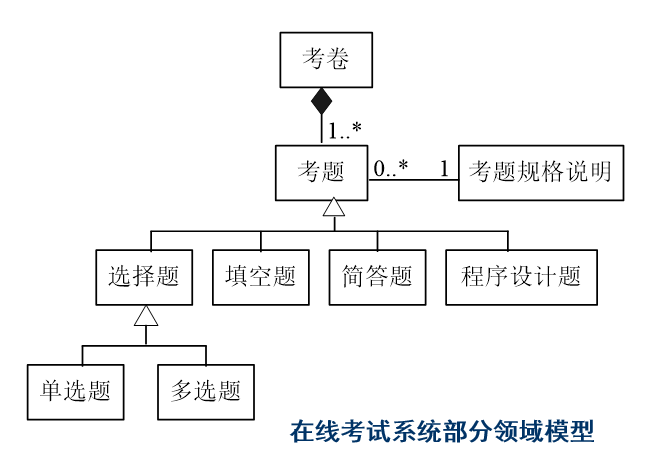 考卷
1..*
考题
0..*
1
考题规格说明
选择题
填空题
简答题
程序设计题
单选题
多选题
在线考试系统部分领域模型